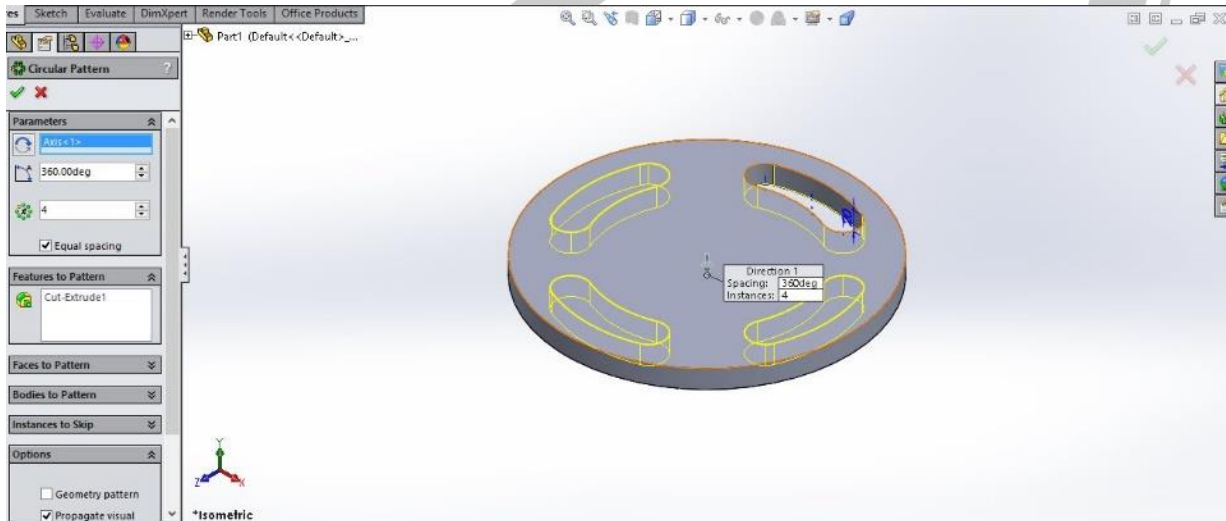 es Sketch Evaluate DimXpert Render Tools Office Products
Part1 (Default<<Default>_...
Circular Pattern ?
Parameters
Axis<1>
360.00deg
4
Equal spacing
Features to Pattern
Cut-Extrude1
Faces to Pattern
Bodies to Pattern
Instances to Skip
Options
Geometry pattern
Propagate visual
Direction 1
Spacing: 360deg
Instances: 4
Y
Z X
*Isometric